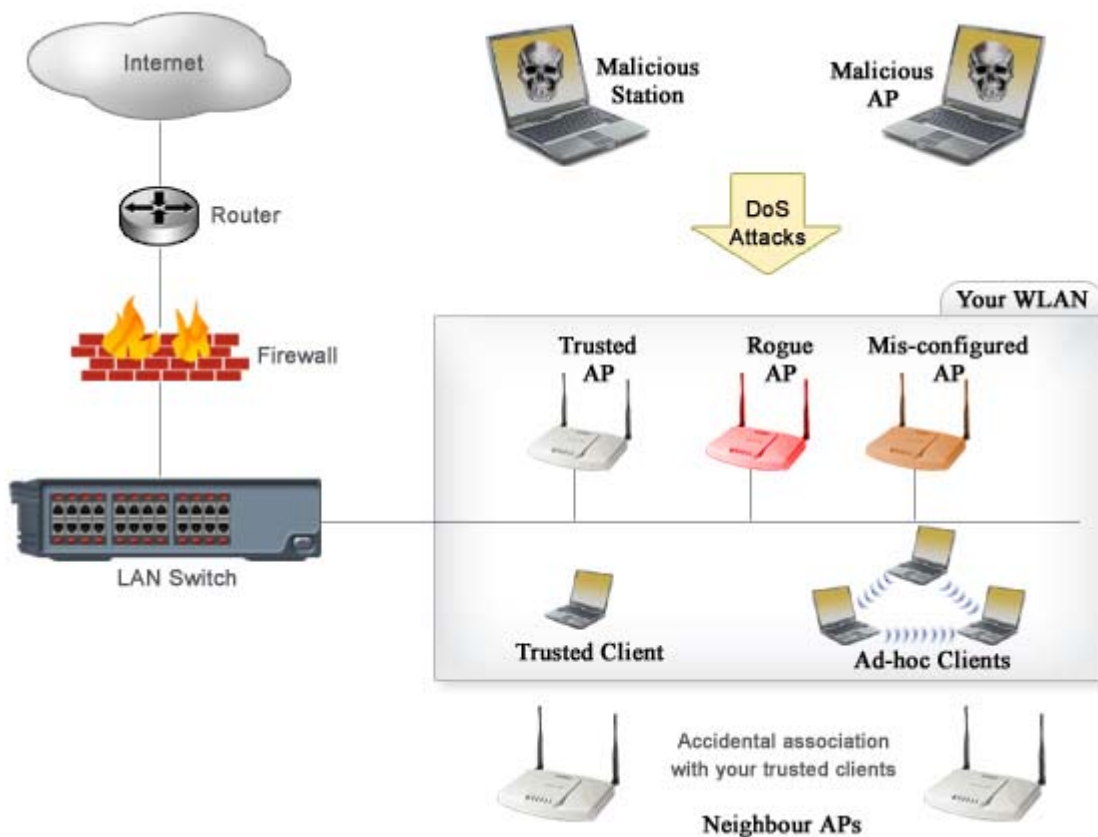 Internet
Malicious
Station
Malicious
AP
Router
DoS
Attacks
Your WLAN
Firewall
Trusted
AP
Rogue
AP
Mis-configured
AP
LAN Switch
Trusted Client
Ad-hoc Clients
Accidental association
with your trusted clients
Neighbour APs